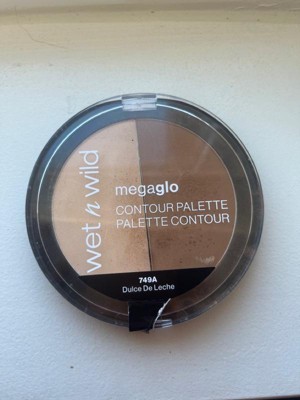 wet n wild
megaglo
CONTOUR PALETTE
PALETTE CONTOUR
749A
Dulce De Leche